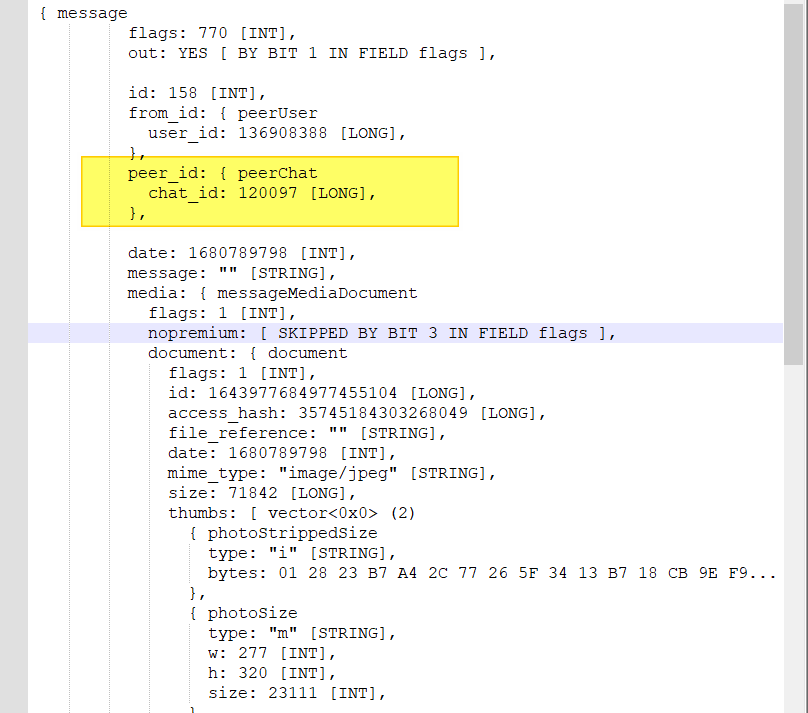 { message
flags: 770 [INT],
out: YES [ BY BIT 1 IN FIELD flags ],
id: 158 [INT],
from_id: { peerUser
user_id: 136908388 [LONG],
},
peer_id: { peerChat
chat_id: 120097 [LONG],
},
date: 1680789798 [INT],
message: "" [STRING],
media: { messageMediaDocument
flags: 1 [INT],
nopremium: [ SKIPPED BY BIT 3 IN FIELD flags ],
document: { document
flags: 1 [INT],
id: 1643977684977455104 [LONG],
access_hash: 35745184303268049 [LONG],
file_reference: "" [STRING],
date: 1680789798 [INT],
mime_type: "image/jpeg" [STRING],
size: 71842 [LONG],
thumbs: [ vector<0x0> (2)
{ photoStrippedSize
type: "i" [STRING],
bytes: 01 28 23 B7 A4 2C 77 26 5F 34 13 B7 18 CB 9E F9...
},
{ photoSize
type: "m" [STRING],
w: 277 [INT],
h: 320 [INT],
size: 23111 [INT],
}